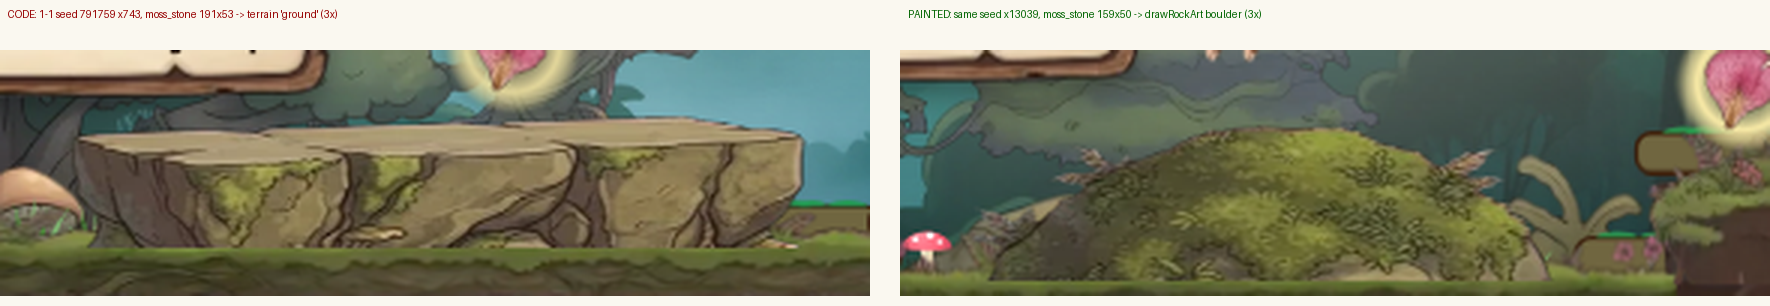 CODE: 1-1 seed 791759 x743, moss_stone 191x53 -> terrain 'ground' (3x)
PAINTED: same seed x13039, moss_stone 159x50 -> drawRockArt boulder (3x)